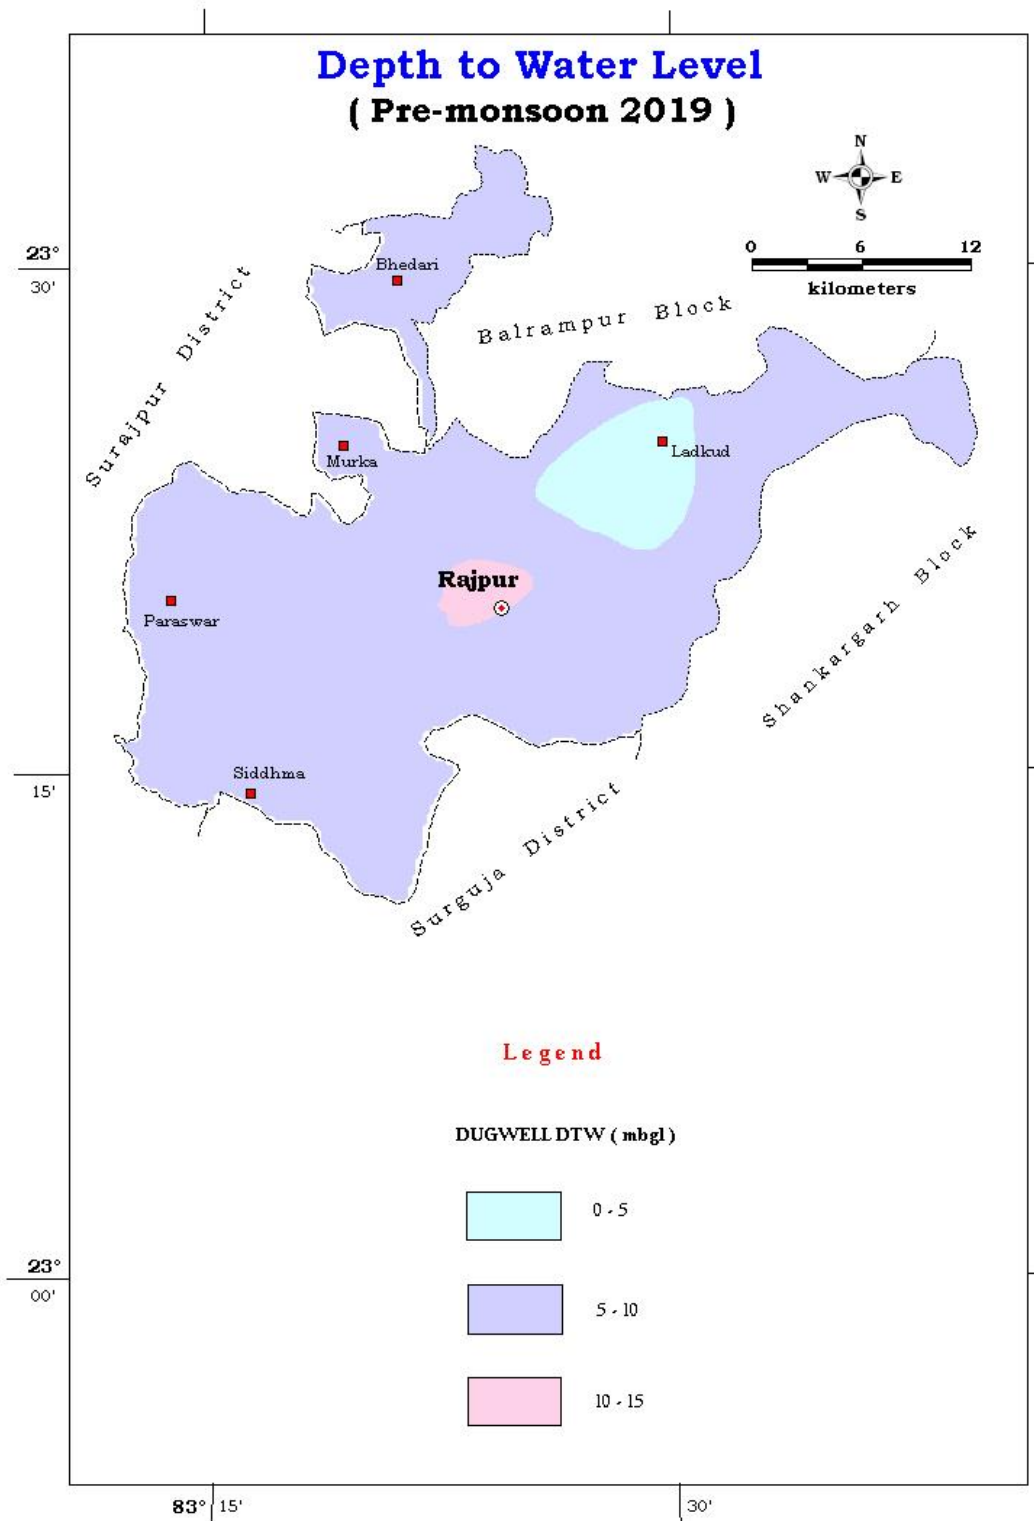 Depth to Water Level
( Pre-monsoon 2019 )
N
W E
S
0 6 12
kilometers
23°
30'
Bhedari
Surajpur District
Balrampur Block
Murka
Ladkud
Rajpur
Paraswar
Shankargarh Block
Siddhma
15'
Surguja District
Legend
DUGWELL DTW ( mbgl )
0 - 5
23°
00'
5 - 10
10 - 15
83° 15' 30'